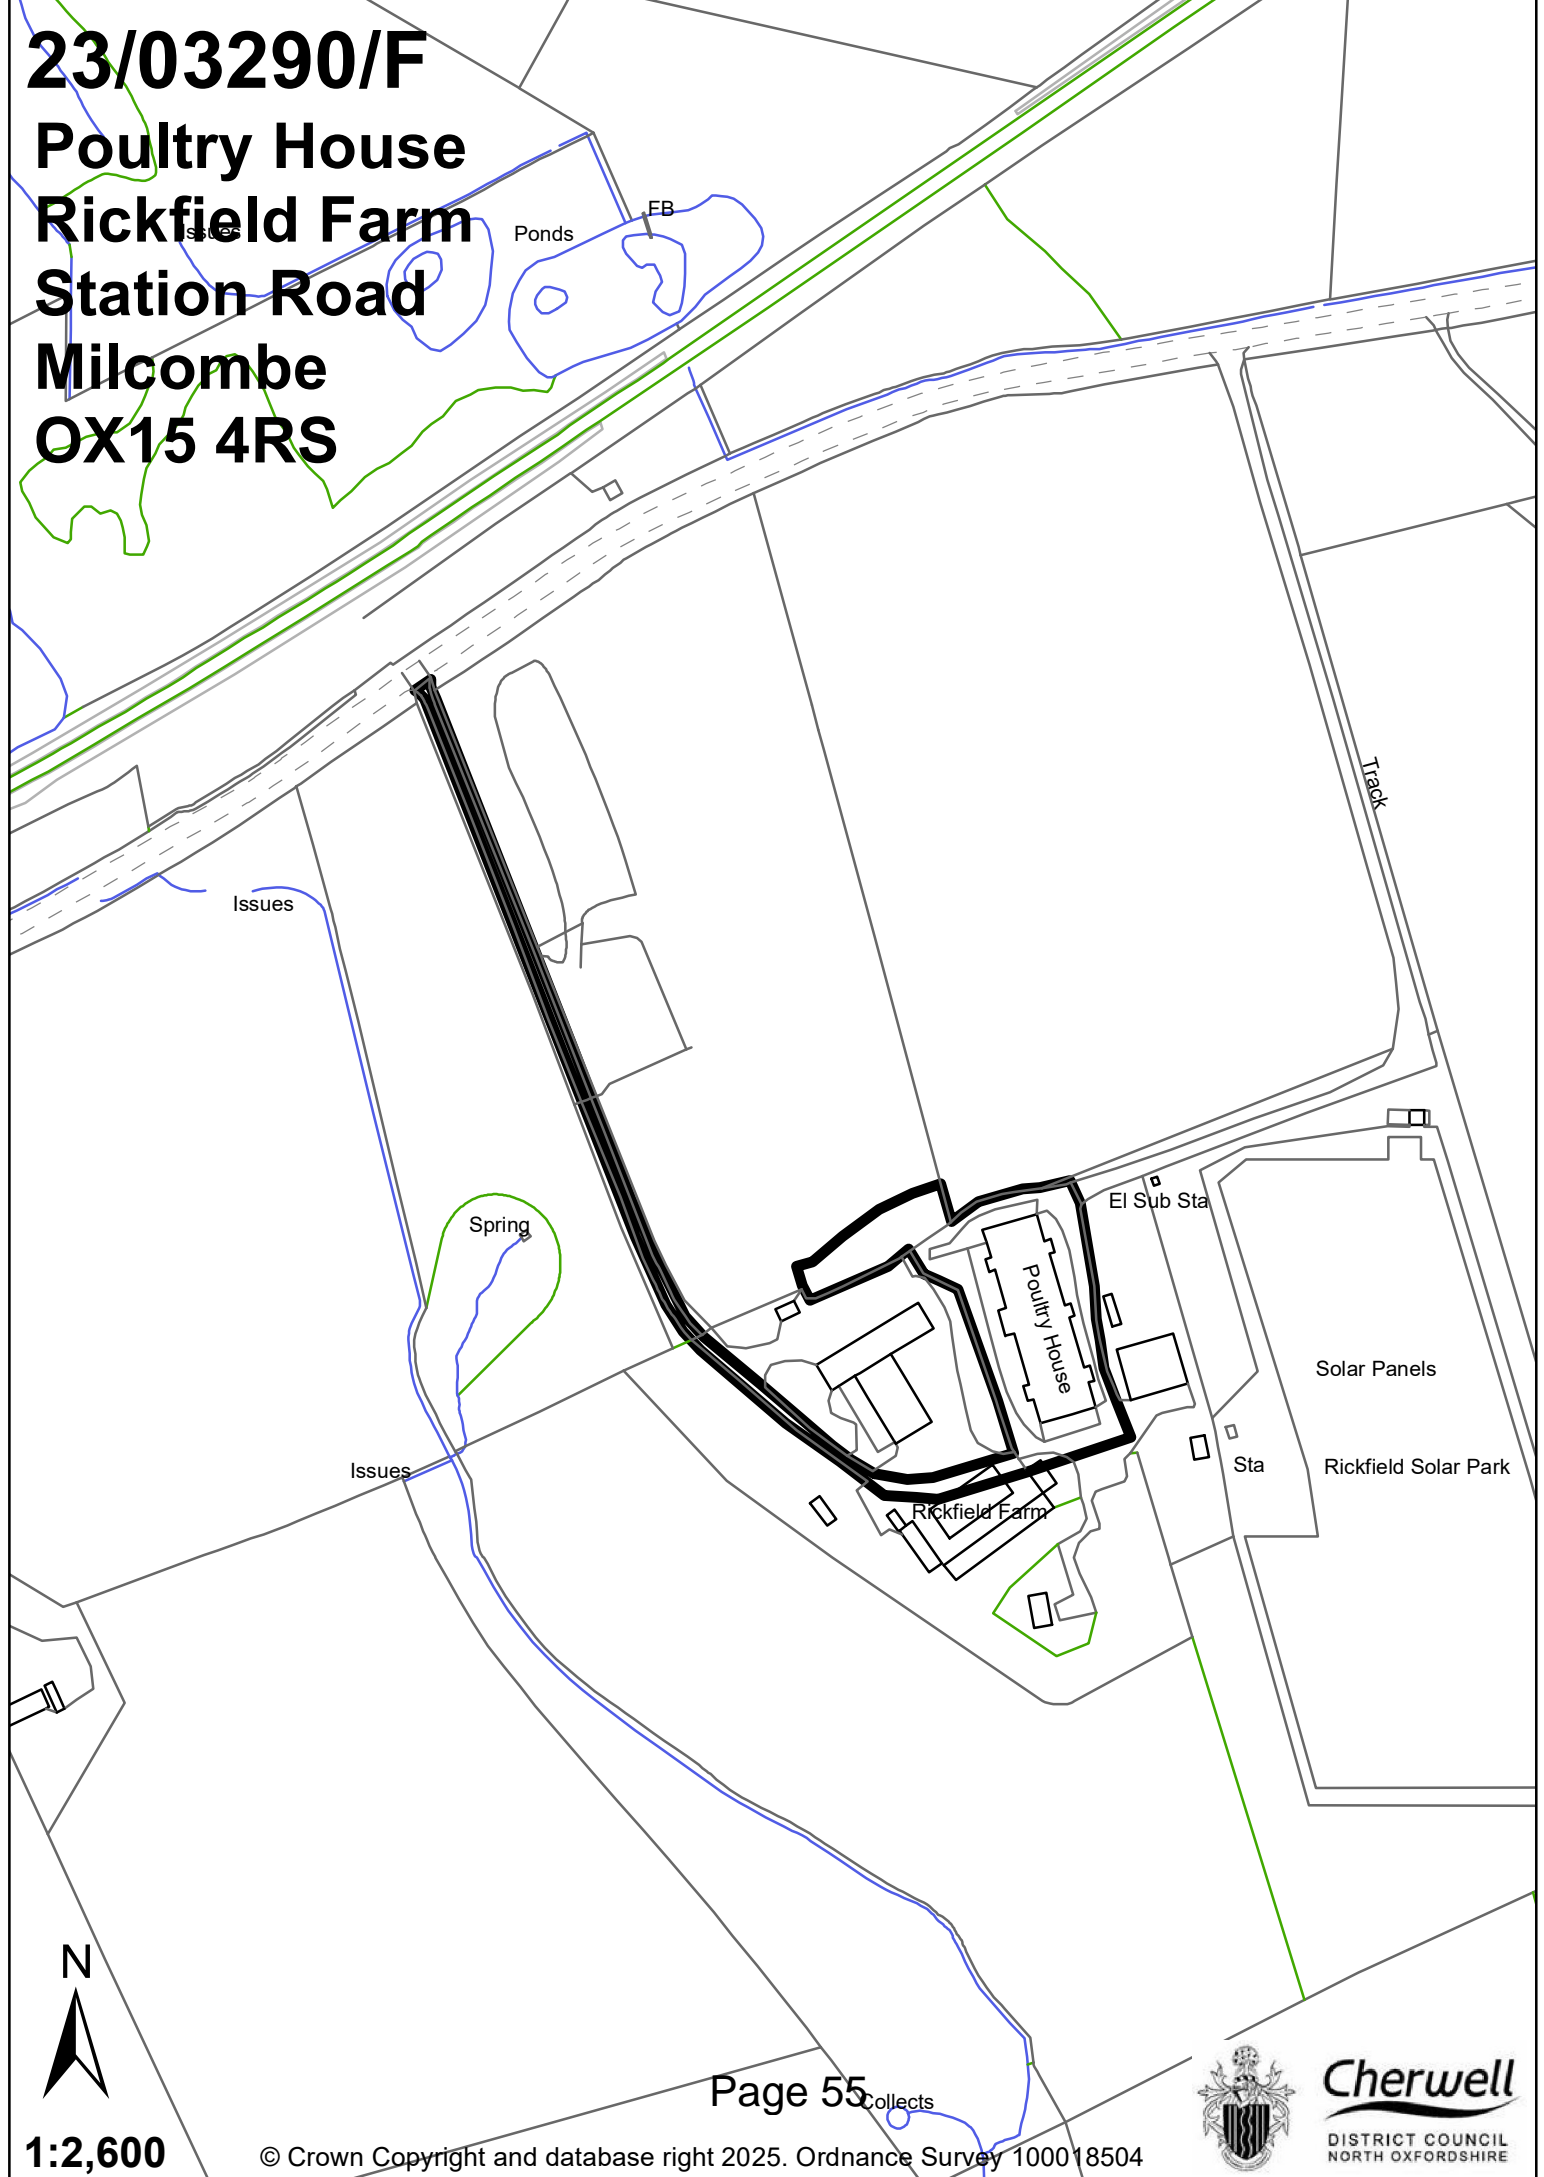 23/03290/F
Poultry House
Rickfield Farm
Station Road
Milcombe
OX15 4RS
Issues
Ponds
FB
Track
Issues
Spring
El Sub Sta
Poultry House
Solar Panels
Issues
Sta
Rickfield Solar Park
Rickfield Farm
N
Page 55
Collects
1:2,600
© Crown Copyright and database right 2025. Ordnance Survey 100018504
Cherwell
DISTRICT COUNCIL
NORTH OXFORDSHIRE